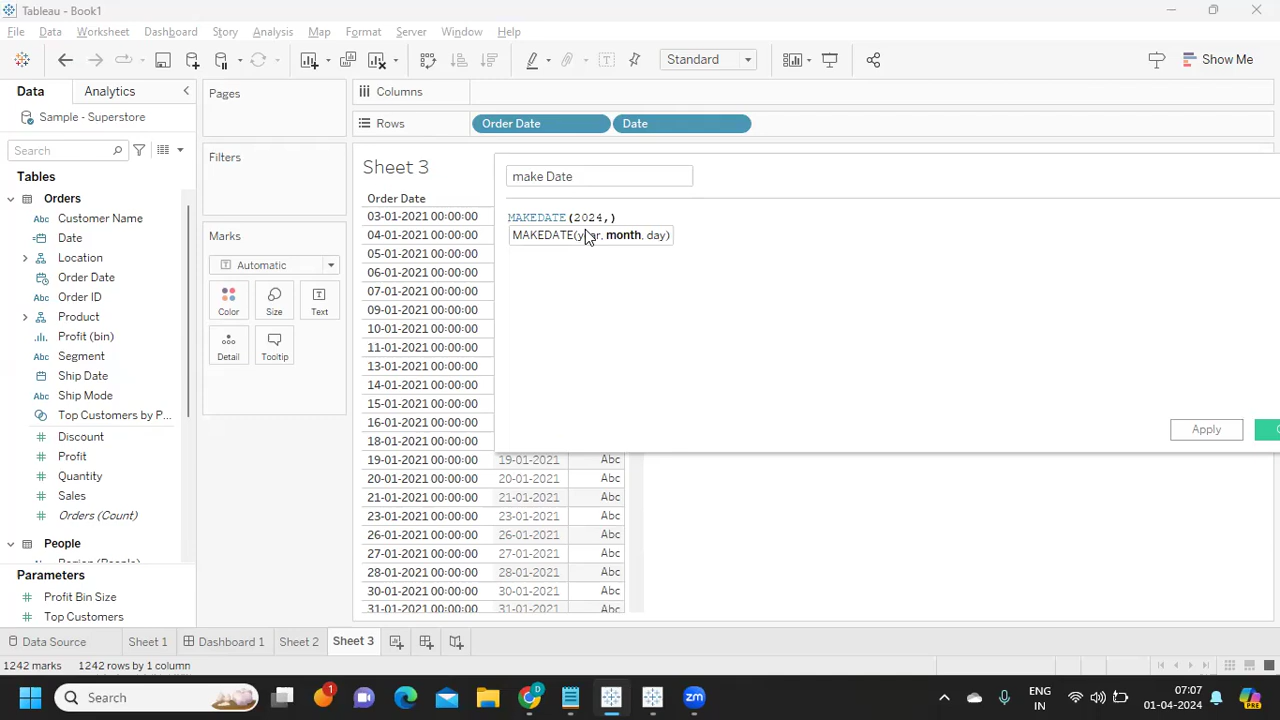 Tableau - Book1
File Data Worksheet Dashboard Story Analysis Map Format Server Window Help
Standard
Show Me
Data Analytics
Sample - Superstore
Search
Tables
Orders
Abc Customer Name
Date
Location
Order Date
Abc Order ID
Product
Profit (bin)
Abc Segment
Ship Date
Abc Ship Mode
Top Customers by P...
Discount
Profit
Quantity
Sales
Orders (Count)
People
Parameters
Profit Bin Size
Top Customers
Pages
Filters
Marks
Automatic
Color Size Text
Detail Tooltip
Columns
Rows Order Date Date
Sheet 3
Order Date
03-01-2021 00:00:00
04-01-2021 00:00:00
05-01-2021 00:00:00
06-01-2021 00:00:00
07-01-2021 00:00:00
09-01-2021 00:00:00
10-01-2021 00:00:00
11-01-2021 00:00:00
13-01-2021 00:00:00
14-01-2021 00:00:00
15-01-2021 00:00:00
16-01-2021 00:00:00
18-01-2021 00:00:00
19-01-2021 00:00:00 19-01-2021 Abc
20-01-2021 00:00:00 20-01-2021 Abc
21-01-2021 00:00:00 21-01-2021 Abc
23-01-2021 00:00:00 23-01-2021 Abc
26-01-2021 00:00:00 26-01-2021 Abc
27-01-2021 00:00:00 27-01-2021 Abc
28-01-2021 00:00:00 28-01-2021 Abc
30-01-2021 00:00:00 30-01-2021 Abc
31-01-2021 00:00:00 31-01-2021 Abc
make Date
MAKEDATE(2024,)
MAKEDATE(year, month, day)
Apply
Data Source Sheet 1 Dashboard 1 Sheet 2 Sheet 3
1242 marks 1242 rows by 1 column
Search
1
D
ENG
IN
07:07
01-04-2024
PRE